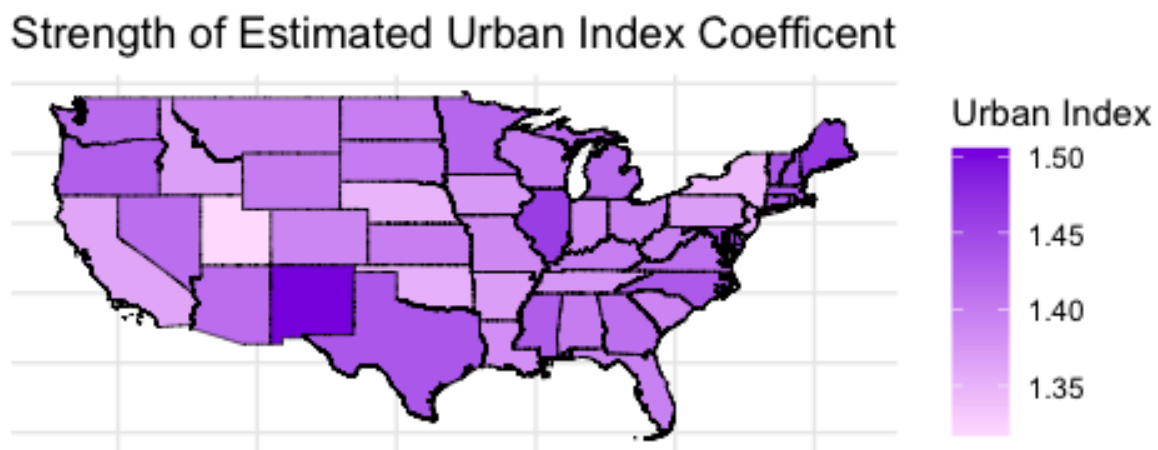 Strength of Estimated Urban Index Coefficent
Urban Index
1.50
1.45
1.40
1.35